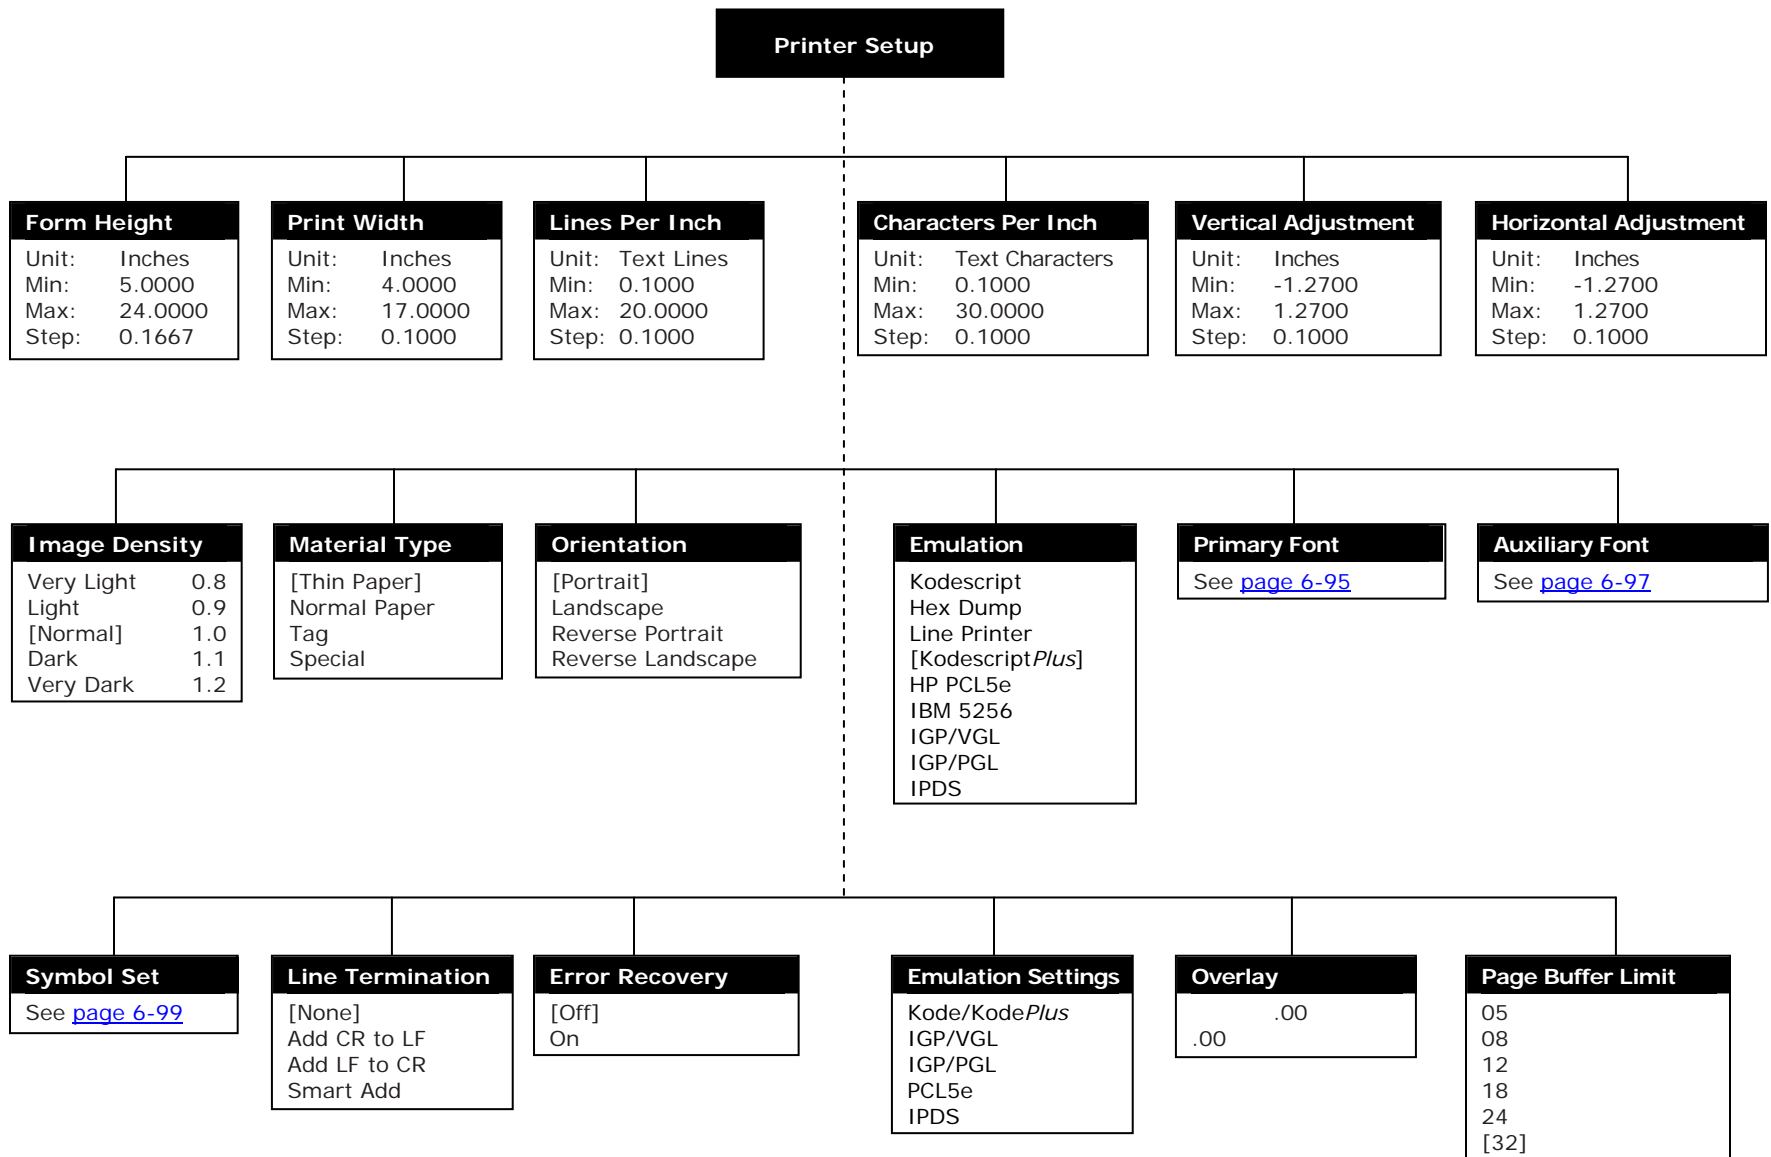 Printer Setup
Form Height
Unit: Inches
Min: 5.0000
Max: 24.0000
Step: 0.1667
Print Width
Unit: Inches
Min: 4.0000
Max: 17.0000
Step: 0.1000
Lines Per Inch
Unit: Text Lines
Min: 0.1000
Max: 20.0000
Step: 0.1000
Characters Per Inch
Unit: Text Characters
Min: 0.1000
Max: 30.0000
Step: 0.1000
Vertical Adjustment
Unit: Inches
Min: -1.2700
Max: 1.2700
Step: 0.1000
Horizontal Adjustment
Unit: Inches
Min: -1.2700
Max: 1.2700
Step: 0.1000
Image Density
Very Light 0.8
Light 0.9
[Normal] 1.0
Dark 1.1
Very Dark 1.2
Material Type
[Thin Paper]
Normal Paper
Tag
Special
Orientation
[Portrait]
Landscape
Reverse Portrait
Reverse Landscape
Emulation
Kodescript
Hex Dump
Line Printer
[KodescriptPlus]
HP PCL5e
IBM 5256
IGP/VGL
IGP/PGL
IPDS
Primary Font
See page 6-95
Auxiliary Font
See page 6-97
Symbol Set
See page 6-99
Line Termination
[None]
Add CR to LF
Add LF to CR
Smart Add
Error Recovery
[Off]
On
Emulation Settings
Kode/KodePlus
IGP/VGL
IGP/PGL
PCL5e
IPDS
Overlay
.00
.00
Page Buffer Limit
05
08
12
18
24
[32]